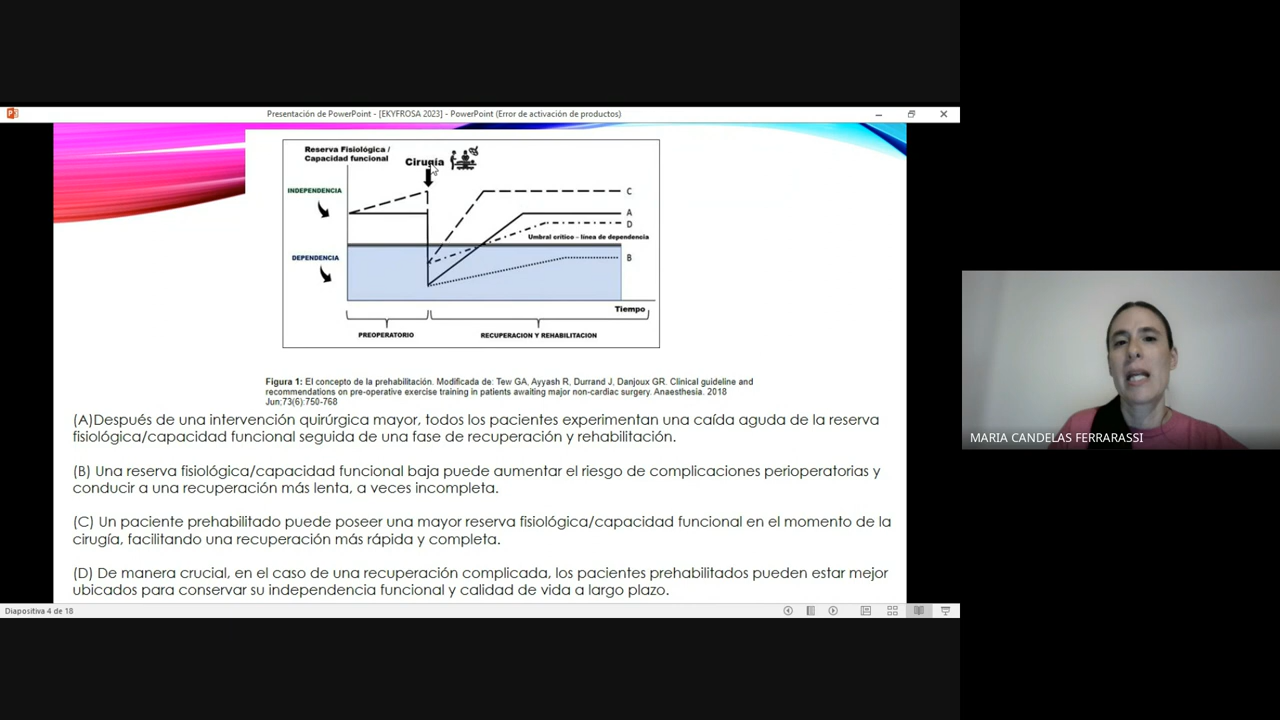 Presentación de PowerPoint - [EKYFROSA 2023] - PowerPoint (Error de activación de productos)
Reserva Fisiológica /
Capacidad funcional
Cirugía
INDEPENDENCIA
C
A
D
Umbral crítico – línea de dependencia
DEPENDENCIA
B
Tiempo
PREOPERATORIO
RECUPERACION Y REHABILITACION
Figura 1: El concepto de la prehabilitación. Modificada de: Tew GA, Ayyash R, Durrand J, Danjoux GR. Clinical guideline and
recommendations on pre-operative exercise training in patients awaiting major non-cardiac surgery. Anaesthesia. 2018
Jun;73(6):750-768
(A)Después de una intervención quirúrgica mayor, todos los pacientes experimentan una caída aguda de la reserva
fisiológica/capacidad funcional seguida de una fase de recuperación y rehabilitación.
(B) Una reserva fisiológica/capacidad funcional baja puede aumentar el riesgo de complicaciones perioperatorias y
conducir a una recuperación más lenta, a veces incompleta.
(C) Un paciente prehabilitado puede poseer una mayor reserva fisiológica/capacidad funcional en el momento de la
cirugía, facilitando una recuperación más rápida y completa.
(D) De manera crucial, en el caso de una recuperación complicada, los pacientes prehabilitados pueden estar mejor
ubicados para conservar su independencia funcional y calidad de vida a largo plazo.
Diapositiva 4 de 18
MARIA CANDELAS FERRARASSI